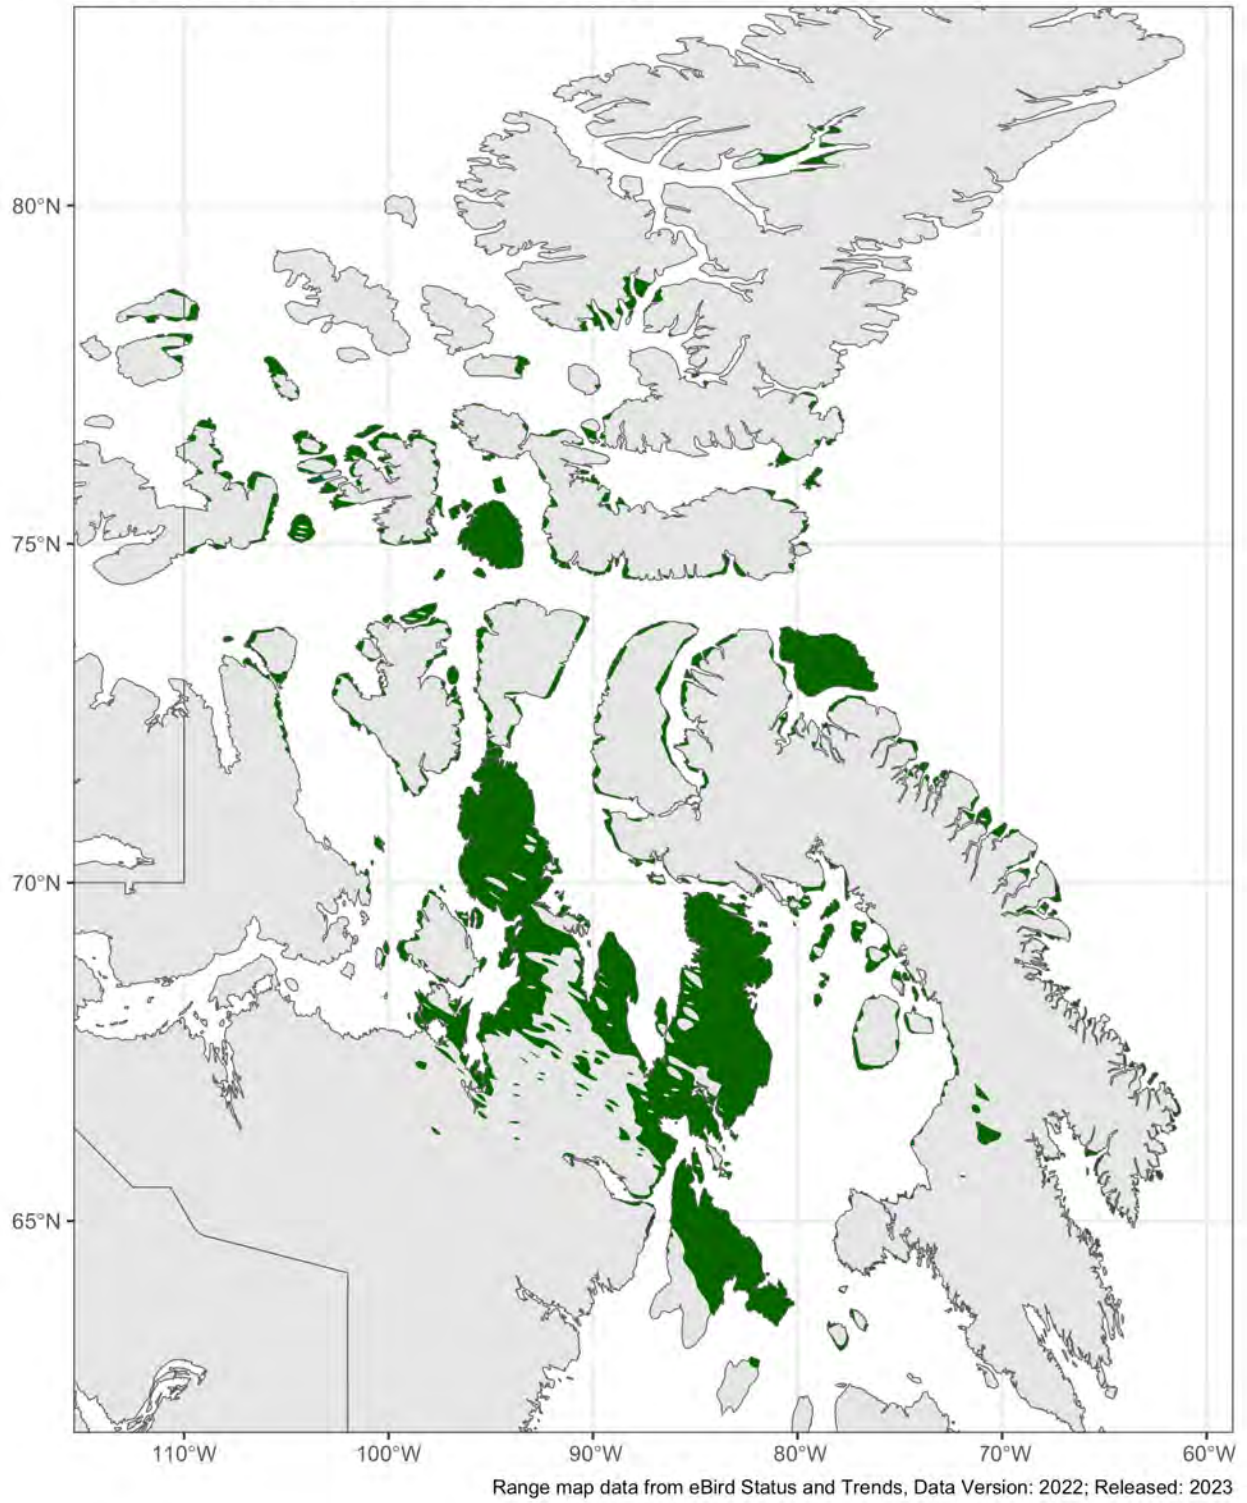 80°N
75°N
70°N
65°N
110°W 100°W 90°W 80°W 70°W 60°W
Range map data from eBird Status and Trends, Data Version: 2022; Released: 2023